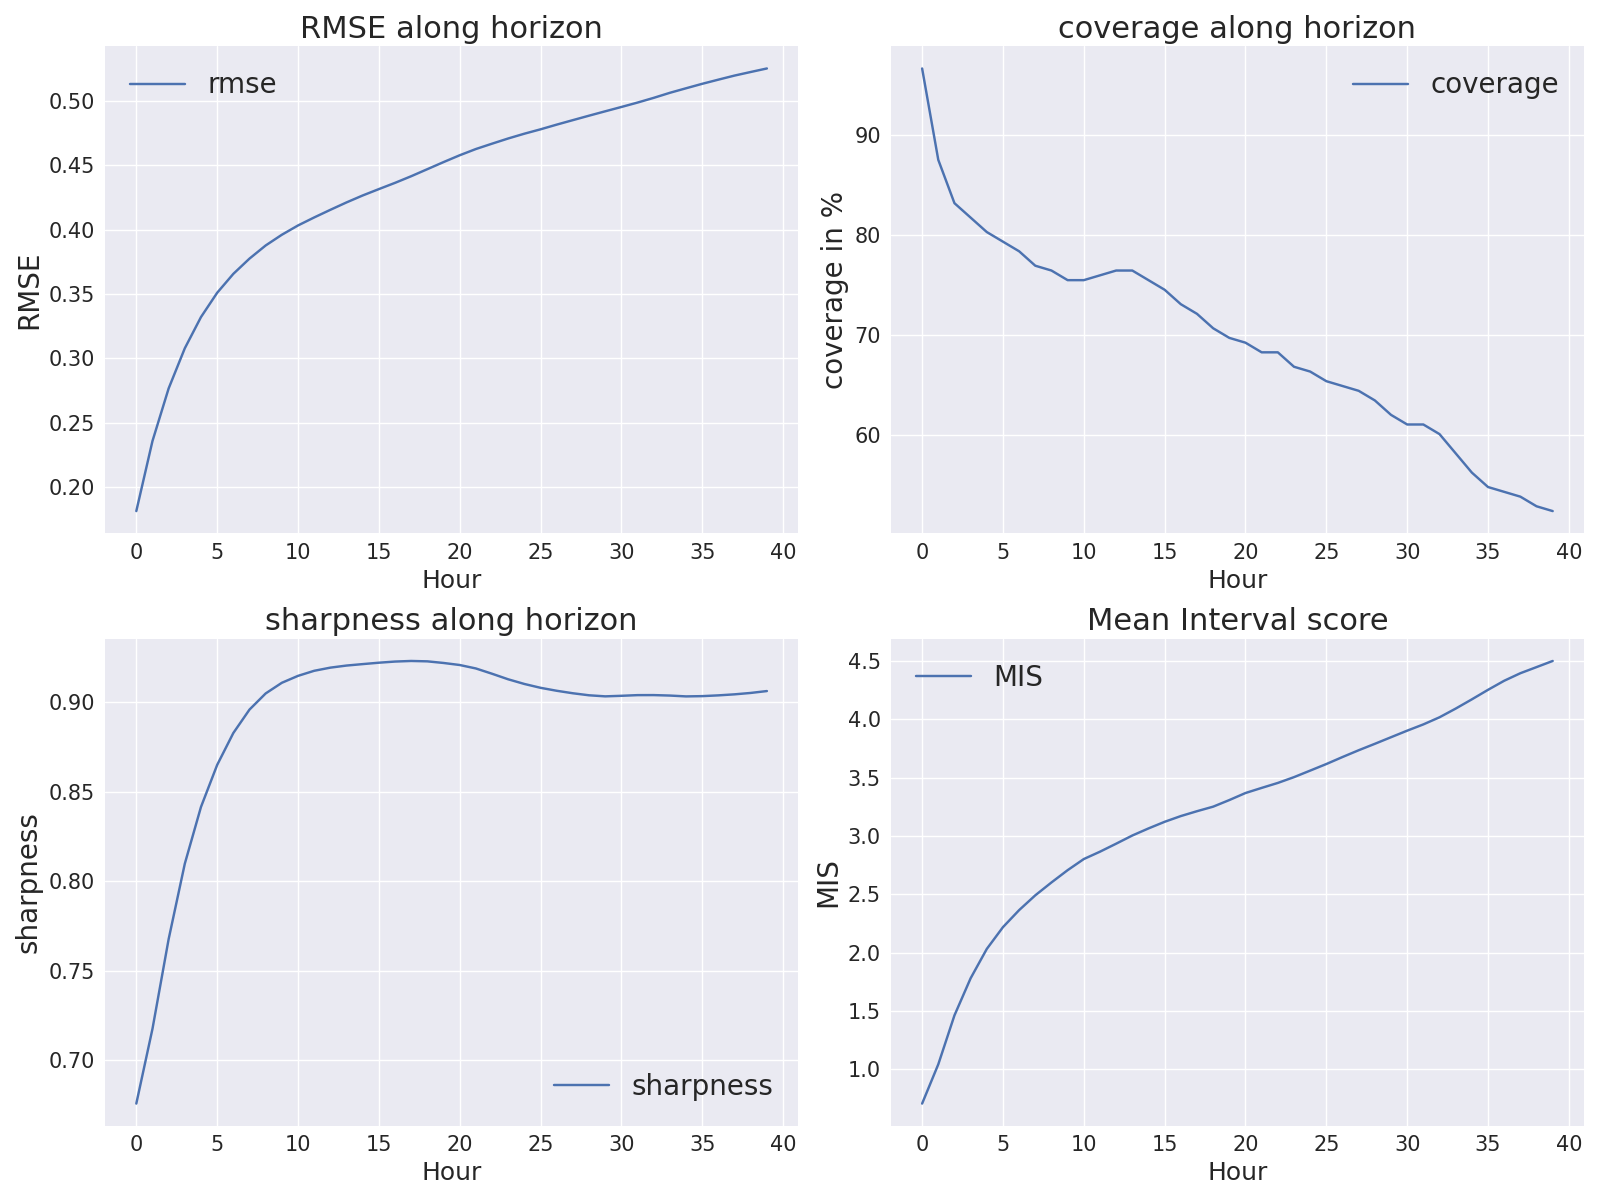 RMSE along horizon
rmse
RMSE
0.50
0.45
0.40
0.35
0.30
0.25
0.20
0 5 10 15 20 25 30 35 40
Hour
coverage along horizon
coverage
coverage in %
90
80
70
60
0 5 10 15 20 25 30 35 40
Hour
sharpness along horizon
sharpness
0.90
0.85
0.80
0.75
0.70
sharpness
0 5 10 15 20 25 30 35 40
Hour
Mean Interval score
MIS
MIS
4.5
4.0
3.5
3.0
2.5
2.0
1.5
1.0
0 5 10 15 20 25 30 35 40
Hour